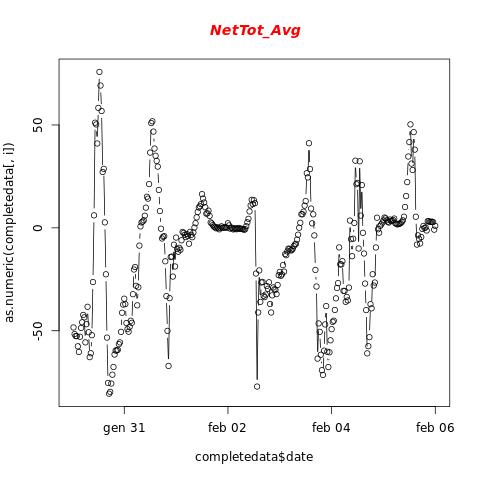 NetTot_Avg
as.numeric(completedata[, i])
50
0
-50
gen 31
feb 02
feb 04
feb 06
completedata$date